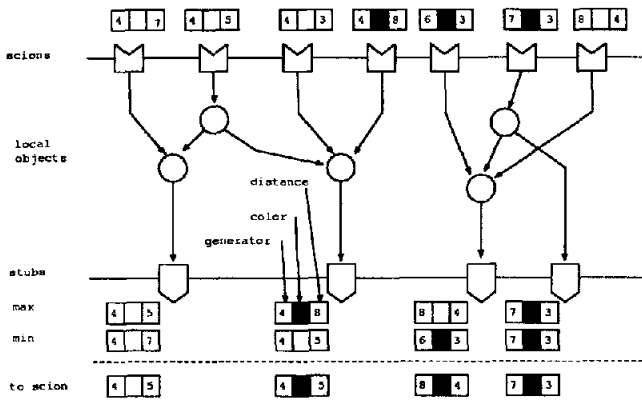 4 7 4 5 4 3 4 8 6 3 7 3 8 4
scions
local
objects
distance
color
generator
stubs
max 4 5 4 8 8 4 7 3
min 4 7 4 5 6 3 7 3
to scion 4 5 4 5 8 4 7 3